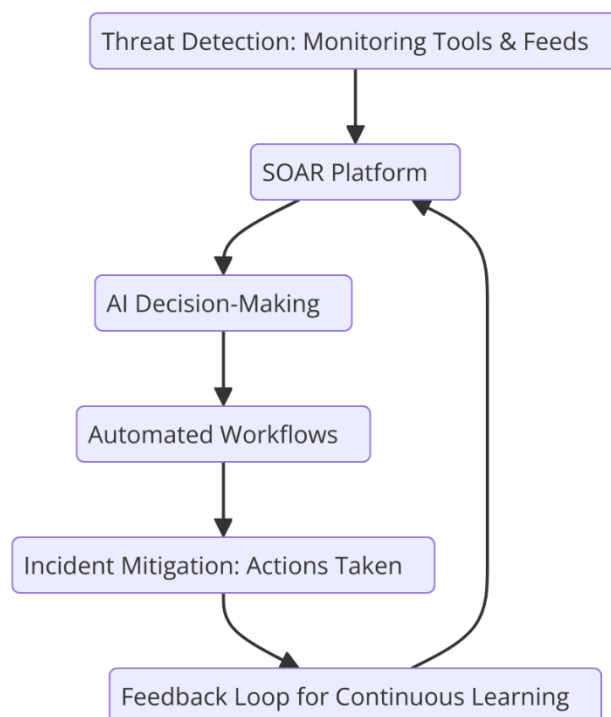 Threat Detection: Monitoring Tools & Feeds
SOAR Platform
AI Decision-Making
Automated Workflows
Incident Mitigation: Actions Taken
Feedback Loop for Continuous Learning